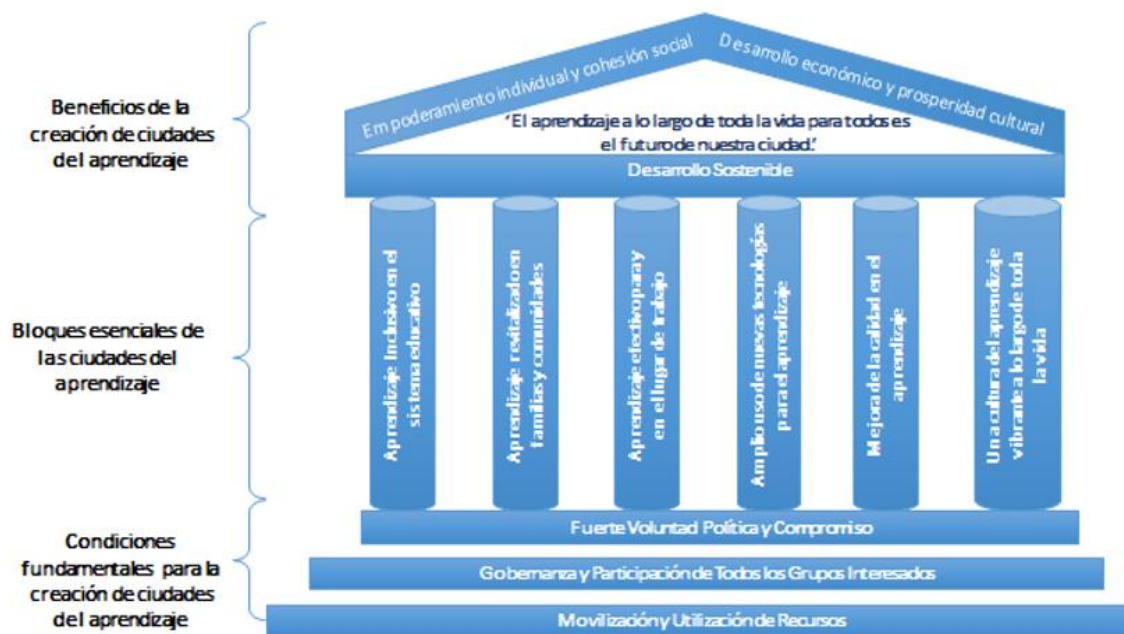 Beneficios de la
creación de ciudades
del aprendizaje
Empoderamiento individual y cohesión social
Desarrollo económico y prosperidad cultural
‘El aprendizaje a lo largo de toda la vida para todos es
el futuro de nuestra ciudad.’
Desarrollo Sostenible
Bloques esenciales de
las ciudades del
aprendizaje
Aprendizaje Inclusivo en el
sistema educativo
Aprendizaje revitalizado en
familias y comunidades
Aprendizaje efectivo para y
en el lugar de trabajo
Amplio uso de nuevas tecnologías
para el aprendizaje
Mejora de la calidad en el
aprendizaje
Una cultura del aprendizaje
vibrante a lo largo de toda
la vida
Condiciones
fundamentales para la
creación de ciudades
del aprendizaje
Fuerte Voluntad Política y Compromiso
Gobernanza y Participación de Todos los Grupos Interesados
Movilización y Utilización de Recursos